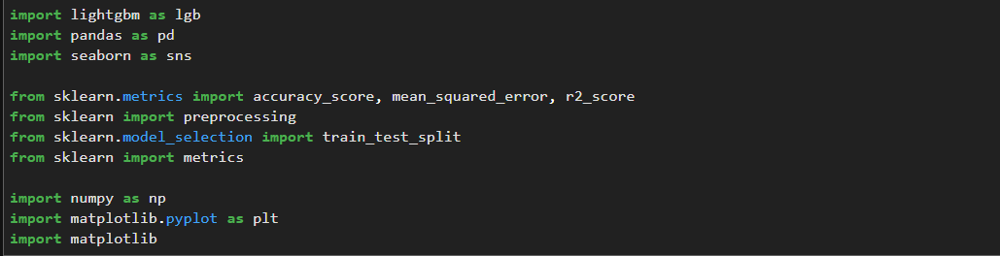 import lightgbm as lgb
import pandas as pd
import seaborn as sns
from sklearn.metrics import accuracy_score, mean_squared_error, r2_score
from sklearn import preprocessing
from sklearn.model_selection import train_test_split
from sklearn import metrics
import numpy as np
import matplotlib.pyplot as plt
import matplotlib